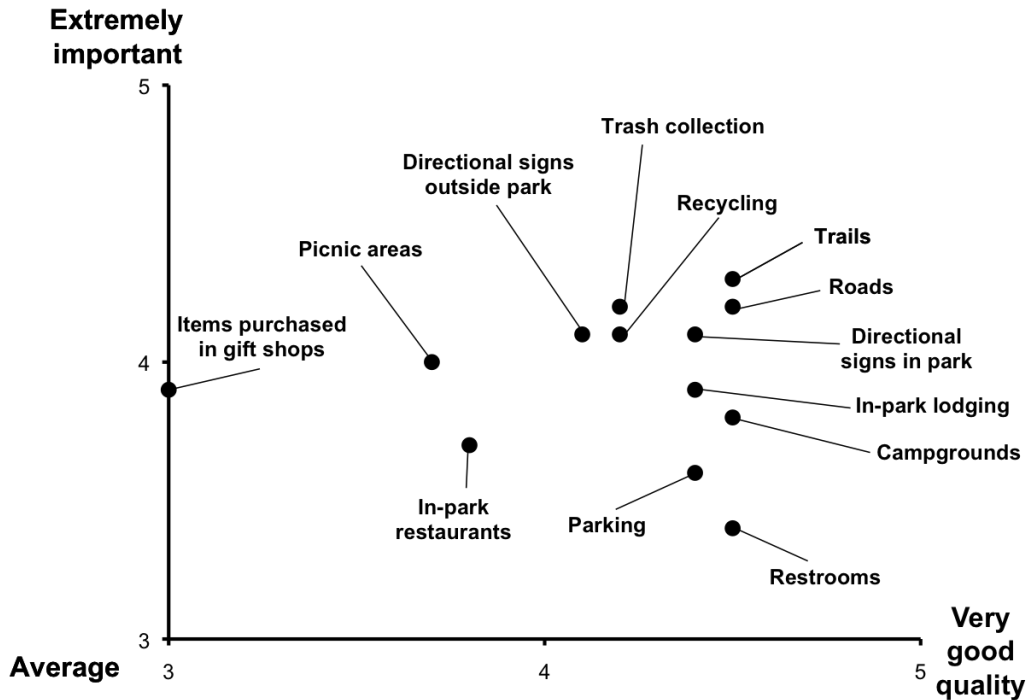 Extremely
important
5
Trash collection
Directional signs
outside park
Recycling
Picnic areas
Trails
Roads
Items purchased
in gift shops
Directional
signs in park
4
In-park lodging
Campgrounds
In-park
restaurants
Parking
Restrooms
3
Very
good
quality
Average
3
4
5